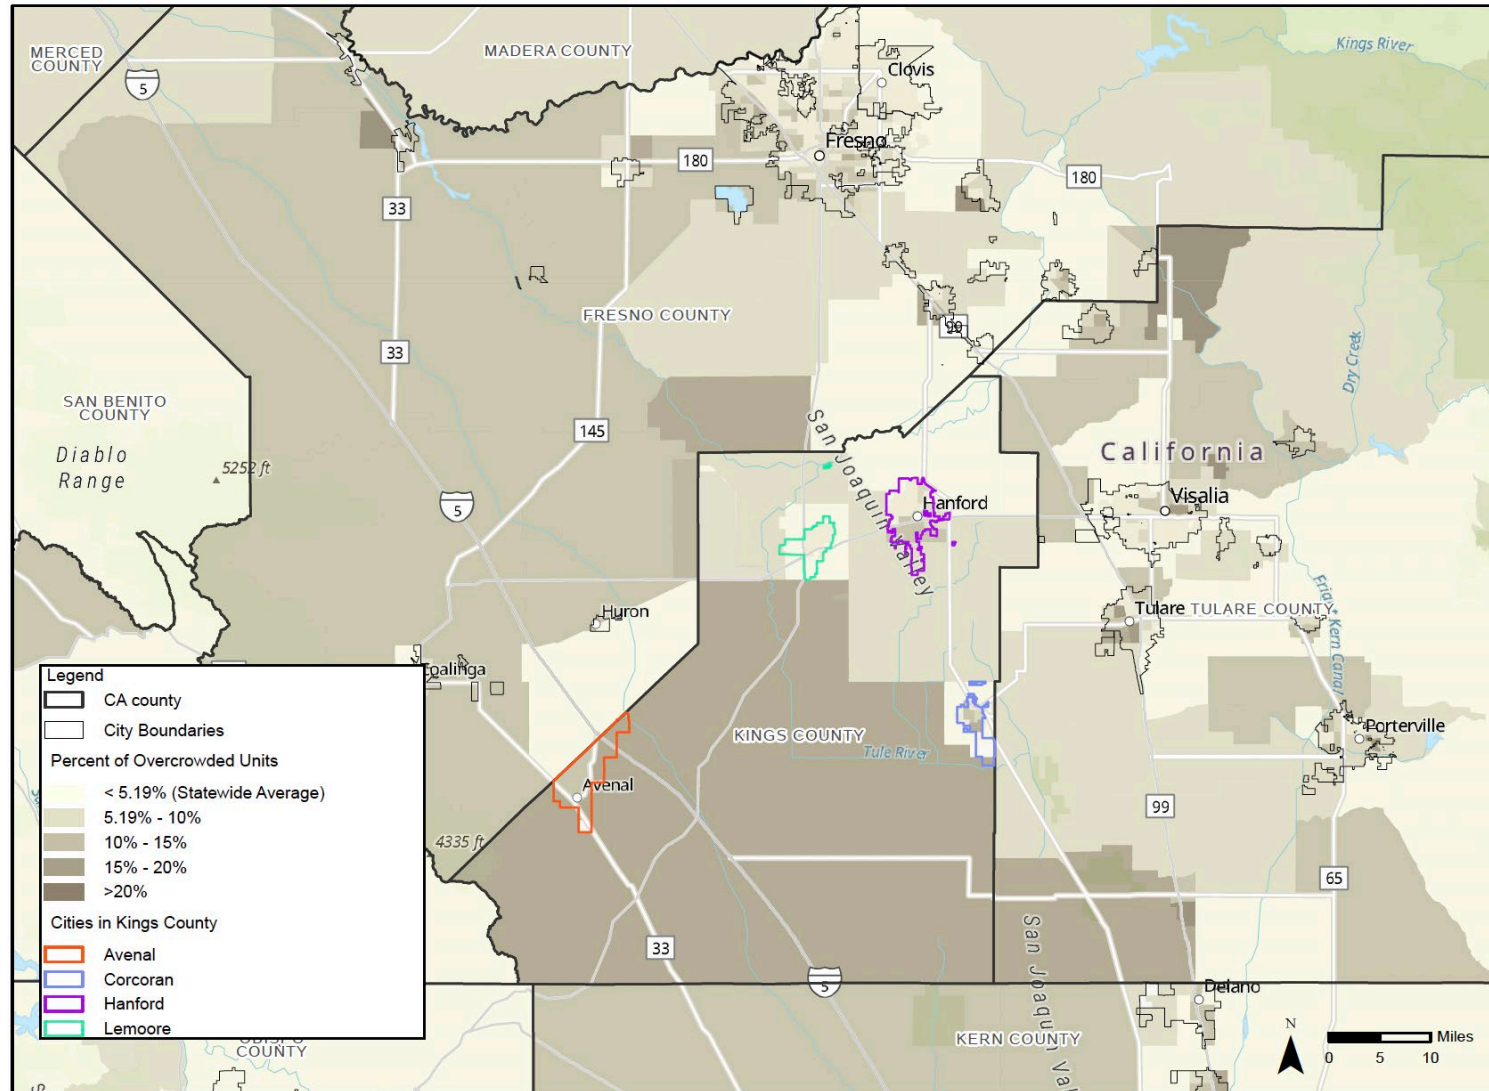 MERCED
COUNTY
MADERA COUNTY
Kings River
Clovis
5
Fresno
180
180
33
FRESNO COUNTY
99
33
Dry Creek
SAN BENITO
COUNTY
Diablo
Range
5252 ft
145
San Joaquin Valley
California
5
Hanford
Visalia
Huron
Tulare
TULARE COUNTY
Friant Kern Canal
oalinga
KINGS COUNTY
Tule River
Porterville
Avenal
4335 ft
99
65
33
5
San Joaquin Val
Delano
KERN COUNTY
COUNTY
Legend
CA county
City Boundaries
Percent of Overcrowded Units
< 5.19% (Statewide Average)
5.19% - 10%
10% - 15%
15% - 20%
>20%
Cities in Kings County
Avenal
Corcoran
Hanford
Lemoore
N
Miles
0 5 10